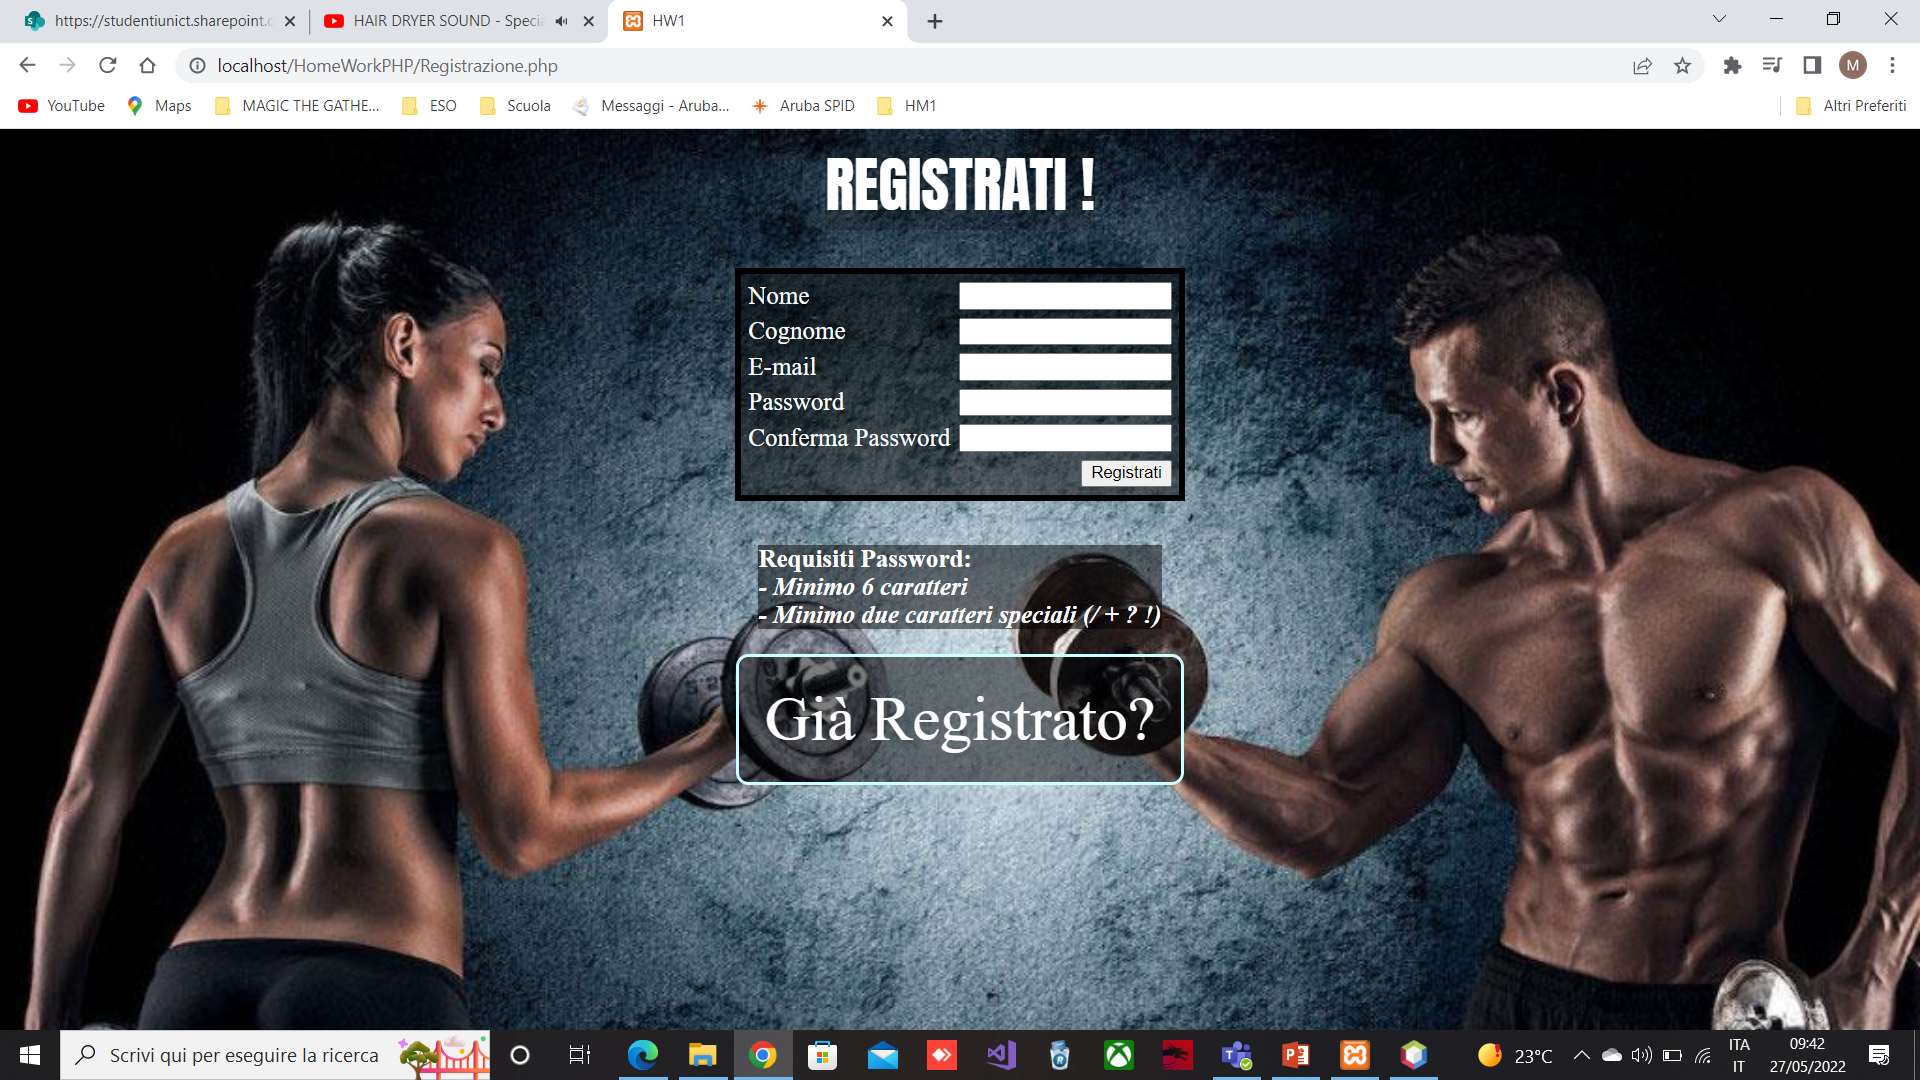 https://studentiunict.sharepoint.c
HAIR DRYER SOUND - Specia
HW1
localhost/HomeWorkPHP/Registrazione.php
M
YouTube
Maps
MAGIC THE GATHE...
ESO
Scuola
Messaggi - Aruba...
Aruba SPID
HM1
Altri Preferiti
REGISTRATI !
Nome
Cognome
E-mail
Password
Conferma Password
Registrati
Requisiti Password:
- Minimo 6 caratteri
- Minimo due caratteri speciali (/ + ? !)
Già Registrato?
Scrivi qui per eseguire la ricerca
23°C
ITA
IT
09:42
27/05/2022